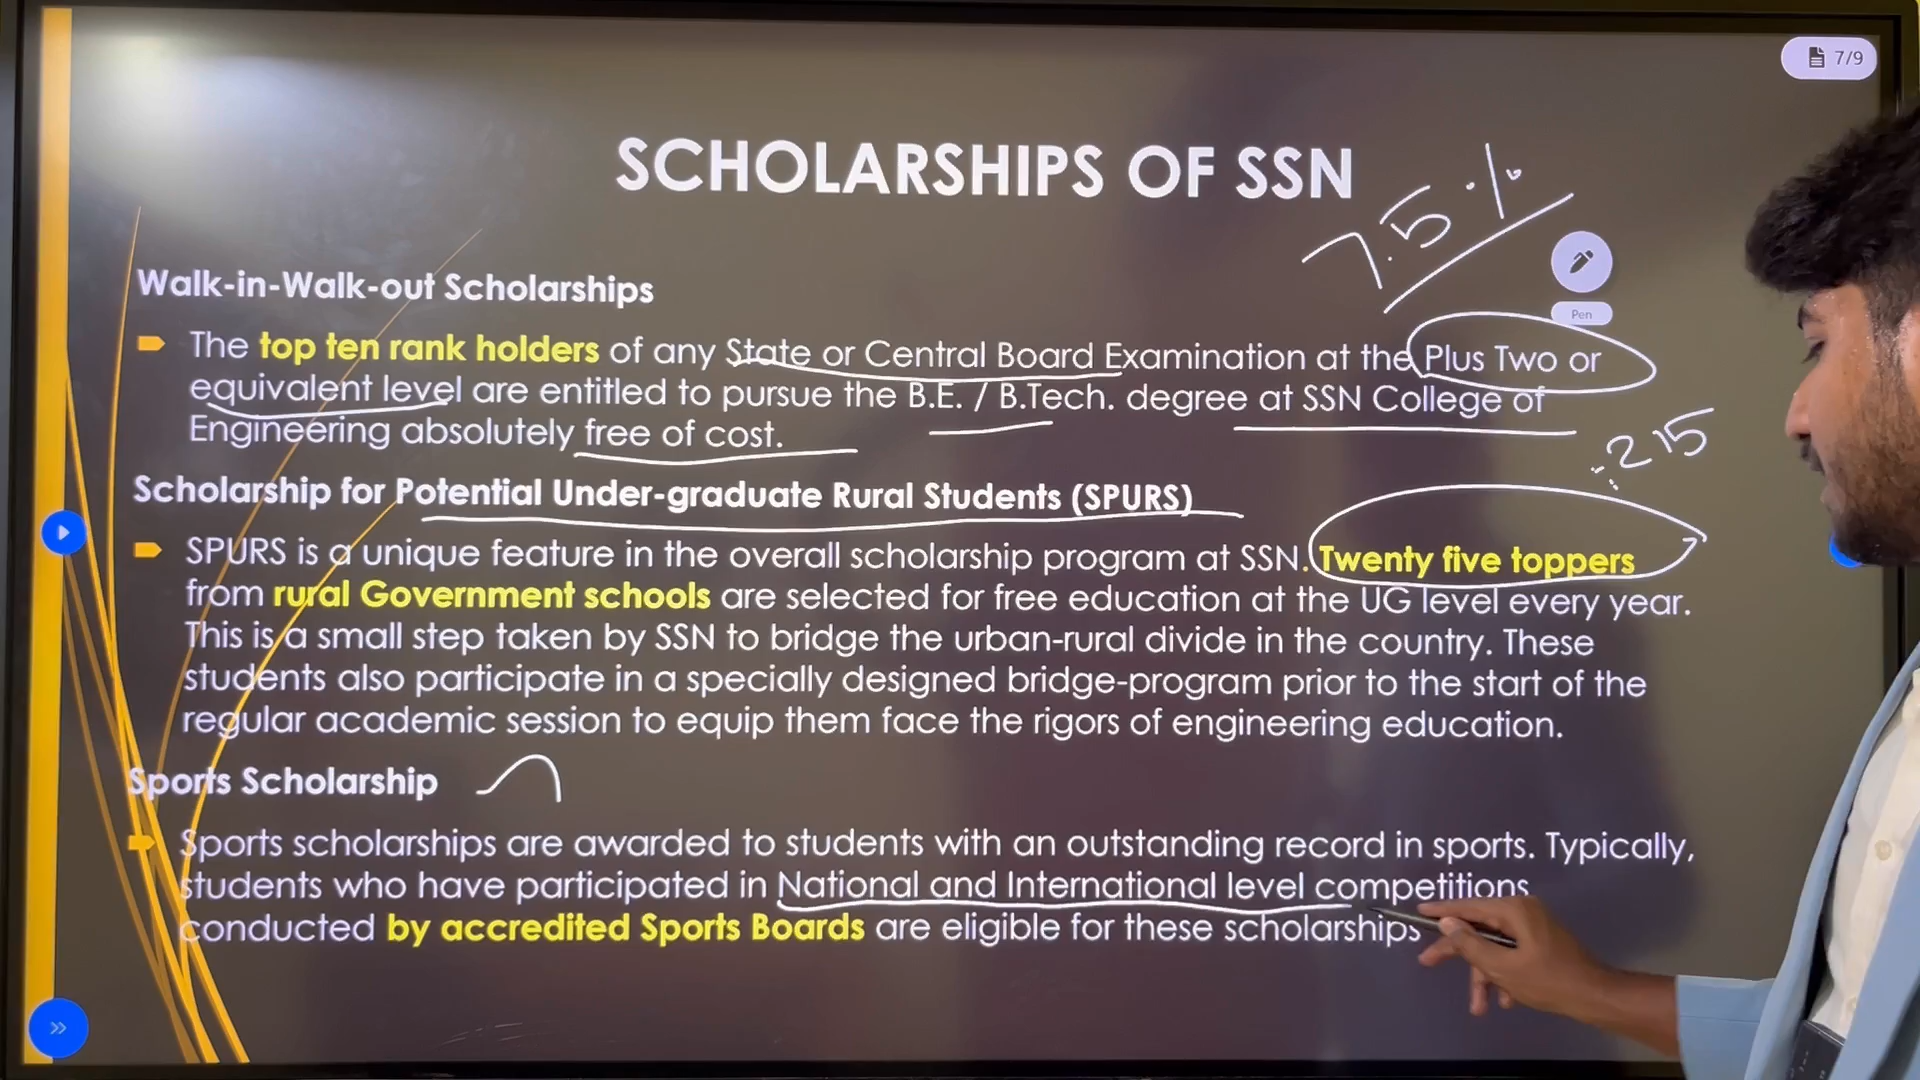 7/9
SCHOLARSHIPS OF SSN
7.5%
Pen
Walk-in-Walk-out Scholarships
The top ten rank holders of any State or Central Board Examination at the Plus Two or
equivalent level are entitled to pursue the B.E. / B.Tech. degree at SSN College of
Engineering absolutely free of cost.
215
Scholarship for Potential Under-graduate Rural Students (SPURS)
SPURS is a unique feature in the overall scholarship program at SSN. Twenty five toppers
from rural Government schools are selected for free education at the UG level every year.
This is a small step taken by SSN to bridge the urban-rural divide in the country. These
students also participate in a specially designed bridge-program prior to the start of the
regular academic session to equip them face the rigors of engineering education.
Sports Scholarship
Sports scholarships are awarded to students with an outstanding record in sports. Typically,
students who have participated in National and International level competitions
conducted by accredited Sports Boards are eligible for these scholarships